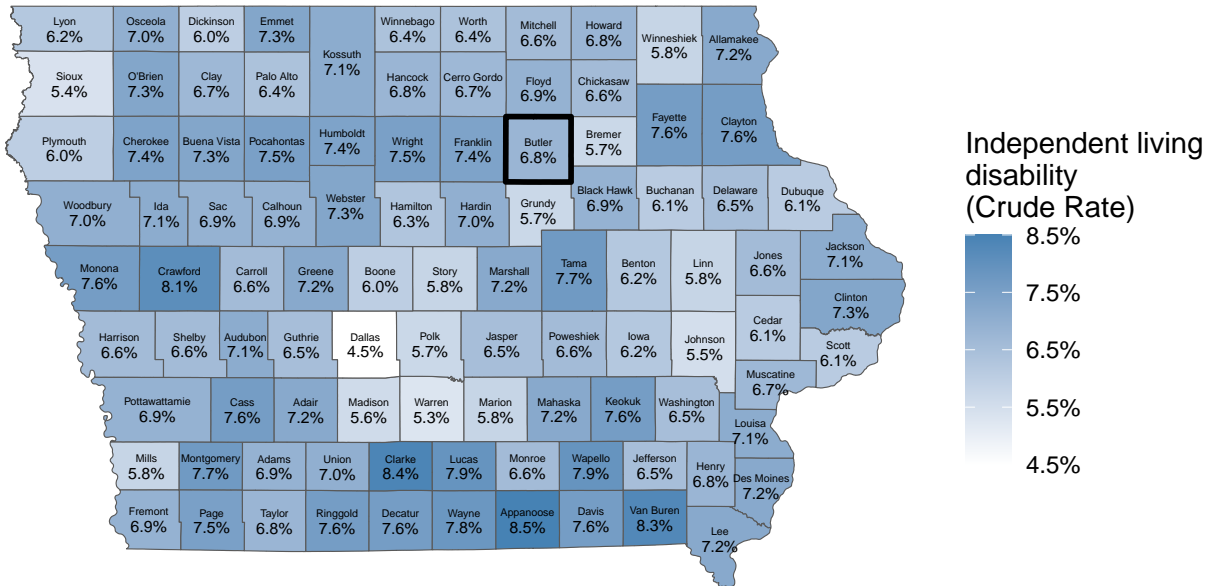 Lyon
6.2%
Osceola
7.0%
Dickinson
6.0%
Emmet
7.3%
Kossuth
7.1%
Winnebago
6.4%
Worth
6.4%
Mitchell
6.6%
Howard
6.8%
Winneshiek
5.8%
Allamakee
7.2%
Sioux
5.4%
O'Brien
7.3%
Clay
6.7%
Palo Alto
6.4%
Hancock
6.8%
Cerro Gordo
6.7%
Floyd
6.9%
Chickasaw
6.6%
Fayette
7.6%
Clayton
7.6%
Plymouth
6.0%
Cherokee
7.4%
Buena Vista
7.3%
Pocahontas
7.5%
Humboldt
7.4%
Wright
7.5%
Franklin
7.4%
Butler
6.8%
Bremer
5.7%
Woodbury
7.0%
Ida
7.1%
Sac
6.9%
Calhoun
6.9%
Webster
7.3%
Hamilton
6.3%
Hardin
7.0%
Grundy
5.7%
Black Hawk
6.9%
Buchanan
6.1%
Delaware
6.5%
Dubuque
6.1%
Monona
7.6%
Crawford
8.1%
Carroll
6.6%
Greene
7.2%
Boone
6.0%
Story
5.8%
Marshall
7.2%
Tama
7.7%
Benton
6.2%
Linn
5.8%
Jones
6.6%
Jackson
7.1%
Clinton
7.3%
Harrison
6.6%
Shelby
6.6%
Audubon
7.1%
Guthrie
6.5%
Dallas
4.5%
Polk
5.7%
Jasper
6.5%
Poweshiek
6.6%
Iowa
6.2%
Johnson
5.5%
Cedar
6.1%
Scott
6.1%
Muscatine
6.7%
Pottawattamie
6.9%
Cass
7.6%
Adair
7.2%
Madison
5.6%
Warren
5.3%
Marion
5.8%
Mahaska
7.2%
Keokuk
7.6%
Washington
6.5%
Louisa
7.1%
Mills
5.8%
Montgomery
7.7%
Adams
6.9%
Union
7.0%
Clarke
8.4%
Lucas
7.9%
Monroe
6.6%
Wapello
7.9%
Jefferson
6.5%
Henry
6.8%
Des Moines
7.2%
Fremont
6.9%
Page
7.5%
Taylor
6.8%
Ringgold
7.6%
Decatur
7.6%
Wayne
7.8%
Appanoose
8.5%
Davis
7.6%
Van Buren
8.3%
Lee
7.2%
Independent living
disability
(Crude Rate)
8.5%
7.5%
6.5%
5.5%
4.5%